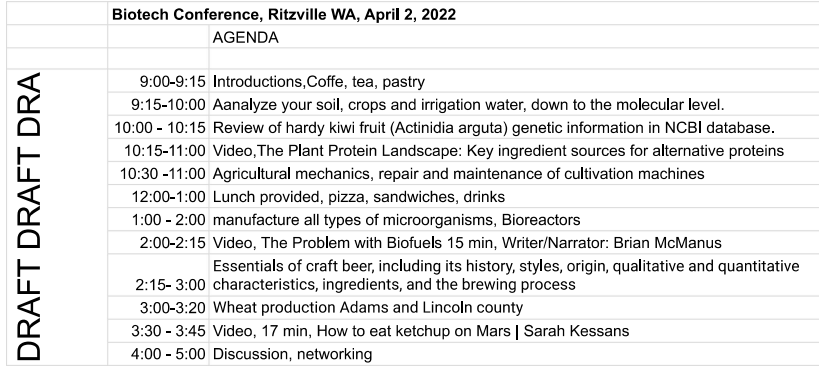 Biotech Conference, Ritzville WA, April 2, 2022
AGENDA
DRAFT DRAFT DRA
9:00-9:15 Introductions,Coffe, tea, pastry
9:15-10:00 Aanalyze your soil, crops and irrigation water, down to the molecular level.
10:00 - 10:15 Review of hardy kiwi fruit (Actinidia arguta) genetic information in NCBI database.
10:15-11:00 Video,The Plant Protein Landscape: Key ingredient sources for alternative proteins
10:30 -11:00 Agricultural mechanics, repair and maintenance of cultivation machines
12:00-1:00 Lunch provided, pizza, sandwiches, drinks
1:00 - 2:00 manufacture all types of microorganisms, Bioreactors
2:00-2:15 Video, The Problem with Biofuels 15 min, Writer/Narrator: Brian McManus
Essentials of craft beer, including its history, styles, origin, qualitative and quantitative
2:15- 3:00 characteristics, ingredients, and the brewing process
3:00-3:20 Wheat production Adams and Lincoln county
3:30 - 3:45 Video, 17 min, How to eat ketchup on Mars | Sarah Kessans
4:00 - 5:00 Discussion, networking